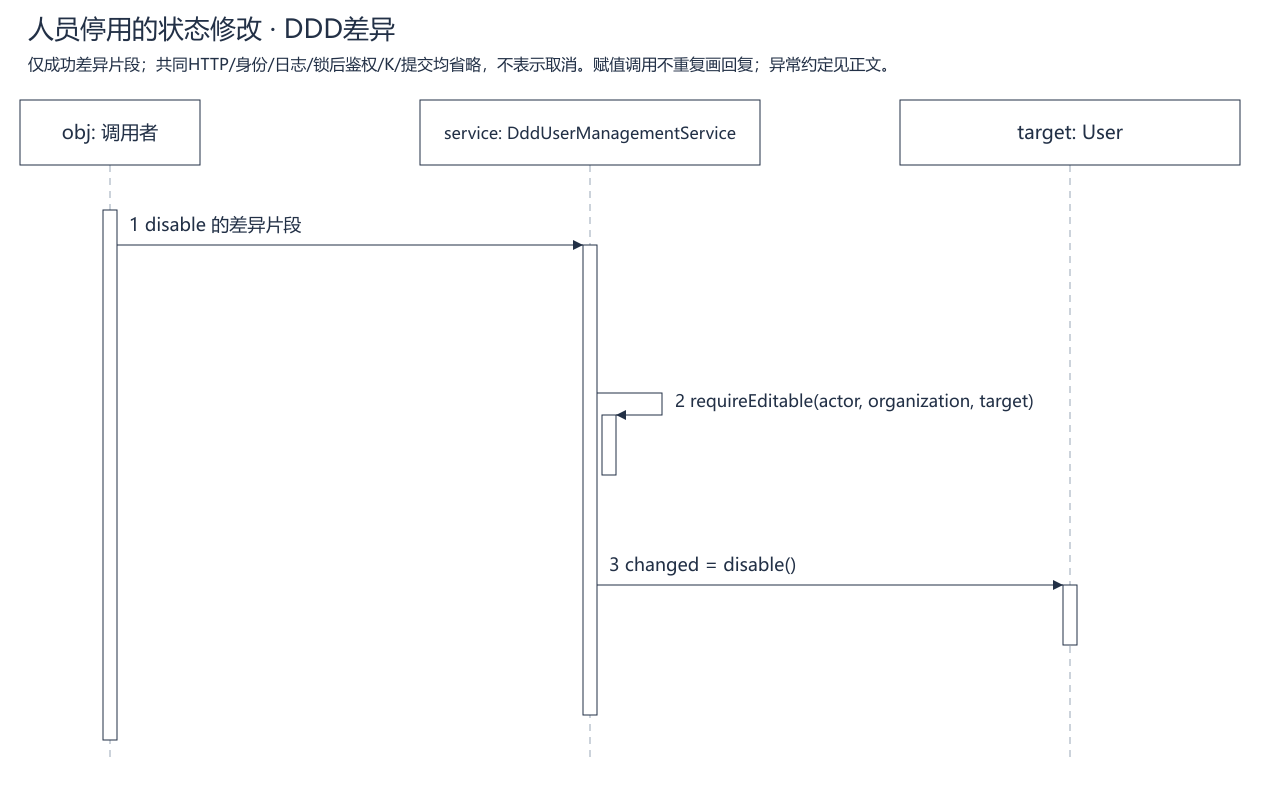 人员停用的状态修改 · DDD差异
仅成功差异片段；共同HTTP/身份/日志/锁后鉴权/K/提交均省略，不表示取消。赋值调用不重复画回复；异常约定见正文。
obj: 调用者
service: DddUserManagementService
target: User
1 disable 的差异片段
2 requireEditable(actor, organization, target)
3 changed = disable()